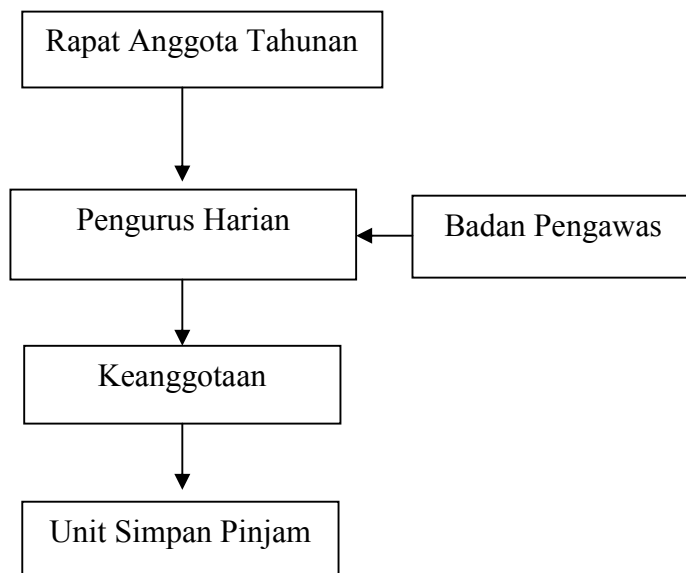 Rapat Anggota Tahunan
Pengurus Harian
Badan Pengawas
Keanggotaan
Unit Simpan Pinjam